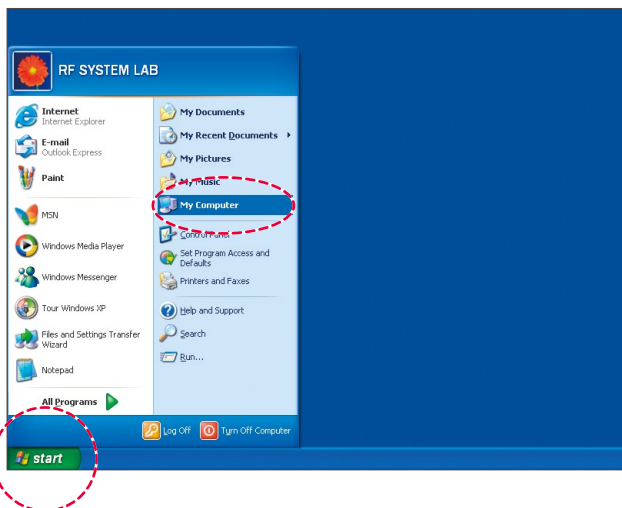 RF SYSTEM LAB
Internet
Internet Explorer
E-mail
Outlook Express
Paint
MSN
Windows Media Player
Windows Messenger
Tour Windows XP
Files and Settings Transfer
Wizard
Notepad
All Programs
My Documents
My Recent Documents
My Pictures
My Music
My Computer
Control Panel
Set Program Access and
Defaults
Printers and Faxes
Help and Support
Search
Run...
Log Off
Turn Off Computer
start